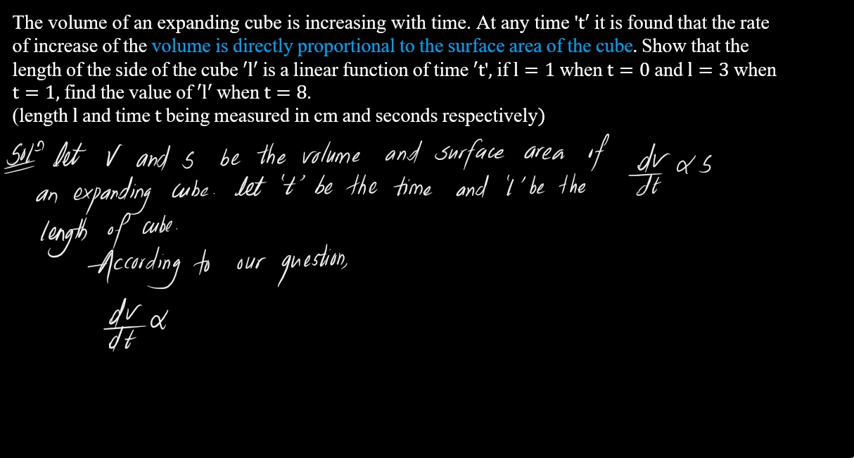 The volume of an expanding cube is increasing with time. At any time 't' it is found that the rate
of increase of the volume is directly proportional to the surface area of the cube. Show that the
length of the side of the cube 'l' is a linear function of time 't', if l = 1 when t = 0 and l = 3 when
t = 1, find the value of 'l' when t = 8.
(length l and time t being measured in cm and seconds respectively)
Solⁿ Let V and s be the volume and surface area of
an expanding cube. let 't' be the time and 'l' be the
length of cube.
dv/dt ∝ s
According to our question,
dv/dt ∝